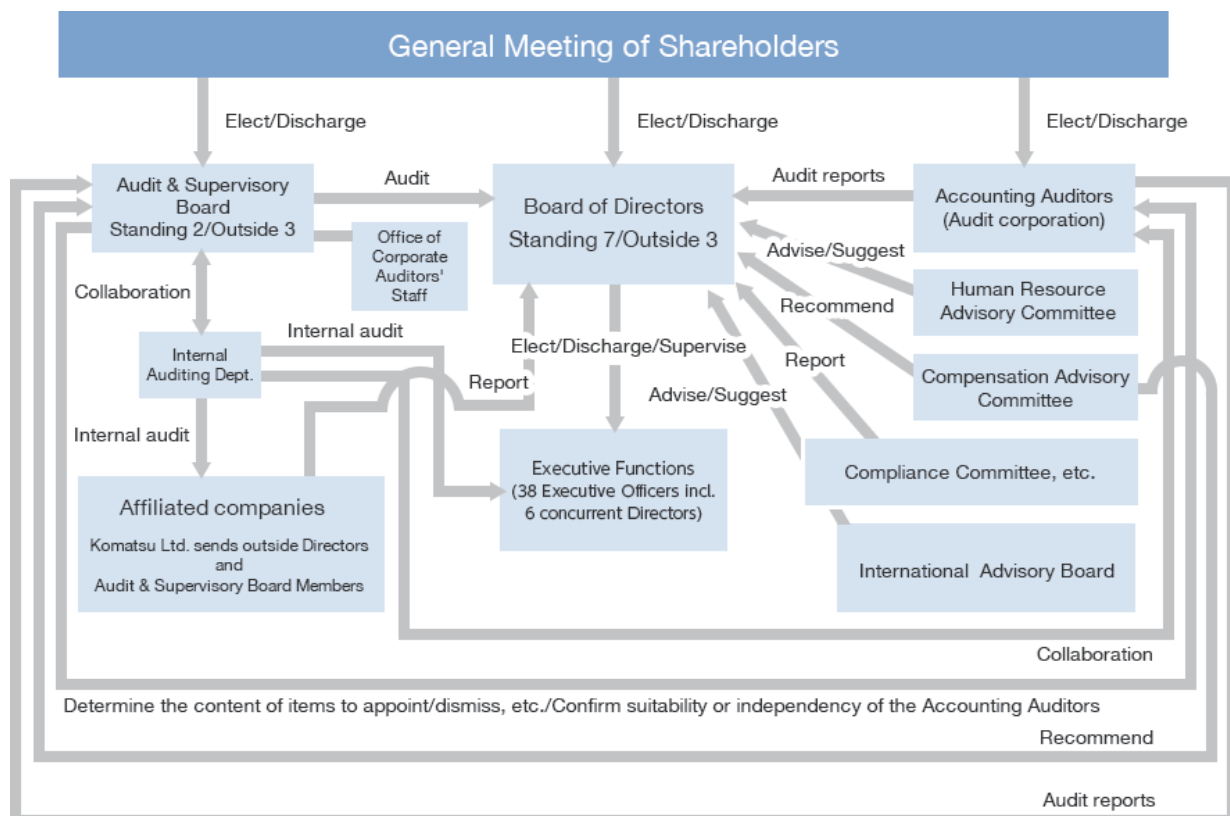 General Meeting of Shareholders
Elect/Discharge
Elect/Discharge
Elect/Discharge
Audit & Supervisory
Board
Standing 2/Outside 3
Audit
Board of Directors
Standing 7/Outside 3
Audit reports
Accounting Auditors
(Audit corporation)
Office of
Corporate
Auditors'
Staff
Advise/Suggest
Human Resource
Advisory Committee
Collaboration
Recommend
Internal audit
Elect/Discharge/Supervise
Internal
Auditing Dept.
Report
Report
Compensation Advisory
Committee
Advise/Suggest
Internal audit
Executive Functions
(38 Executive Officers incl.
6 concurrent Directors)
Compliance Committee, etc.
Affiliated companies
Komatsu Ltd. sends outside Directors
and
Audit & Supervisory Board Members
International Advisory Board
Collaboration
Determine the content of items to appoint/dismiss, etc./Confirm suitability or independency of the Accounting Auditors
Recommend
Audit reports